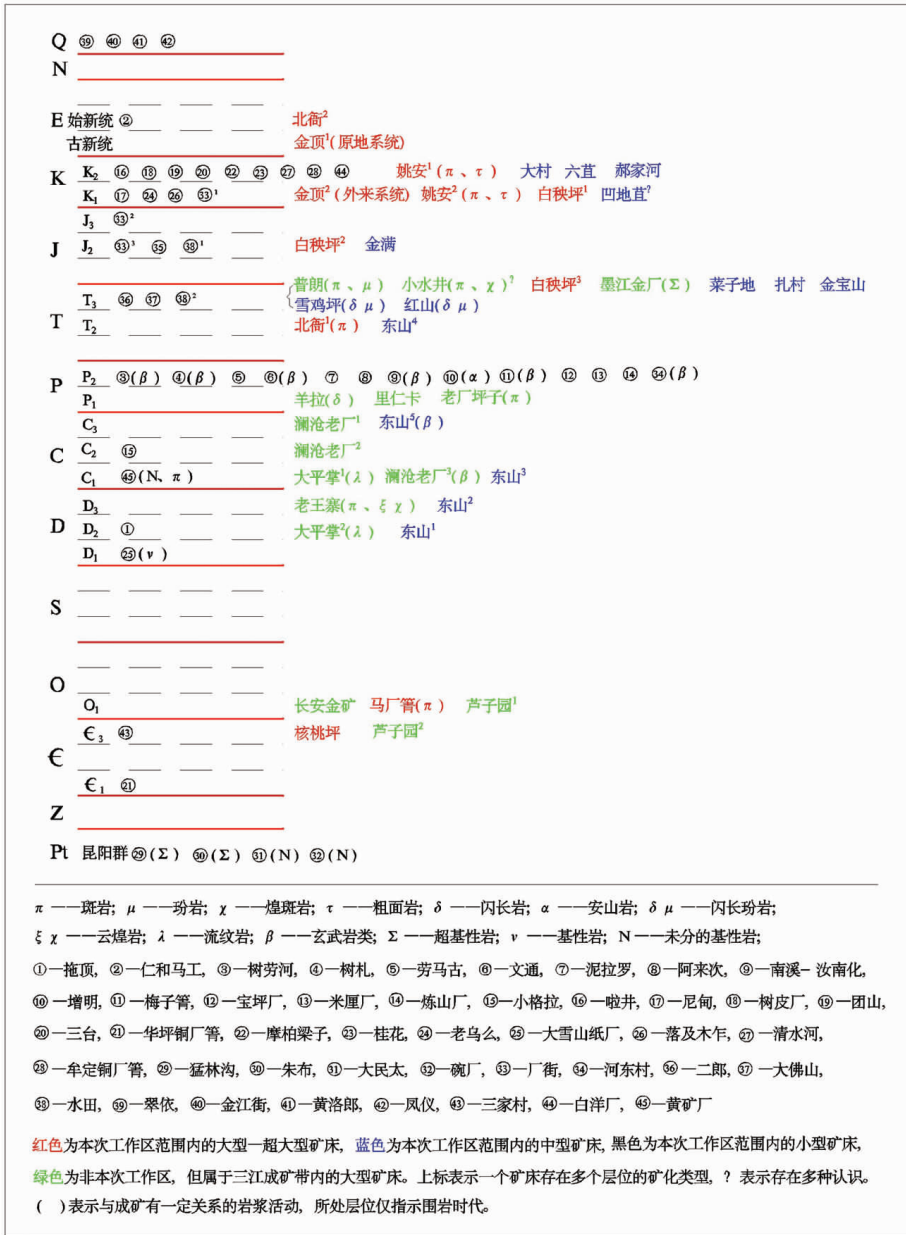 Q ㊴ ㊵ ㊶ ㊷
N
E 始新统 ② 北衙²
古新统 金顶¹(原地系统)
K K₂ ⑯ ⑱ ⑲ ⑳ ㉒ ㉓ ㉗ ㉘ ㊹ 姚安¹(π、τ) 大村 六苴 郝家河
K₁ ⑰ ㉔ ㉖ ㉝¹ 金顶²(外来系统) 姚安²(π、τ) 白秧坪¹ 凹地苴?
J₃ ㉝²
J J₂ ㉝³ ㉟ ㊳¹ 白秧坪² 金满
普朗(π、μ) 小水井(π、χ)? 白秧坪³ 墨江金厂(Σ) 菜子地 扎村 金宝山
T₃ ㊱ ㊲ ㊳² 雪鸡坪(δμ) 红山(δμ)
T T₂ 北衙¹(π) 东山⁴
P P₂ ③(β) ④(β) ⑤ ⑥(β) ⑦ ⑧ ⑨(β) ⑩(α) ⑪(β) ⑫ ⑬ ⑭ ㉞(β)
P₁ 羊拉(δ) 里仁卡 老厂坪子(π)
C₃ 澜沧老厂¹ 东山⁵(β)
C C₂ ⑮ 澜沧老厂²
C₁ ㊺(N、π) 大平掌¹(λ) 澜沧老厂³(β) 东山³
D₃ 老王寨(π、ξχ) 东山²
D D₂ ① 大平掌²(λ) 东山¹
D₁ ㉕(ν)
S
O
O₁ 长安金矿 马厂箐(π) 芦子园¹
Є₃ ㊸ 核桃坪 芦子园²
Є
Є₁ ㉑
Z
Pt 昆阳群㉙(Σ) ㉚(Σ) ㉛(N) ㉜(N)
π——斑岩; μ——玢岩; χ——煌斑岩; τ——粗面岩; δ——闪长岩; α——安山岩; δμ——闪长玢岩;
ξχ——云煌岩; λ——流纹岩; β——玄武岩类; Σ——超基性岩; ν——基性岩; N——未分的基性岩;
①—拖顶, ②—仁和马工, ③—树劳河, ④—树札, ⑤—劳马古, ⑥—文通, ⑦—泥拉罗, ⑧—阿来次, ⑨—南溪-汝南化,
⑩—增明, ⑪—梅子箐, ⑫—宝坪厂, ⑬—米厘厂, ⑭—炼山厂, ⑮—小格拉, ⑯—啦井, ⑰—尼甸, ⑱—树皮厂, ⑲—团山,
⑳—三台, ㉑—华坪铜厂箐, ㉒—摩柏梁子, ㉓—桂花, ㉔—老乌么, ㉕—大雪山纸厂, ㉖—落及木乍, ㉗—清水河,
㉘—牟定铜厂箐, ㉙—猛林沟, ㉚—朱布, ㉛—大民太, ㉜—碗厂, ㉝—厂街, ㉞—河东村, ㊱—二郎, ㊲—大佛山,
㊳—水田, ㊴—翠依, ㊵—金江街, ㊶—黄洛郎, ㊷—凤仪, ㊸—三家村, ㊹—白洋厂, ㊺—黄矿厂
红色为本次工作区范围内的大型—超大型矿床, 蓝色为本次工作区范围内的中型矿床, 黑色为本次工作区范围内的小型矿床,
绿色为非本次工作区, 但属于三江成矿带内的大型矿床。上标表示一个矿床存在多个层位的矿化类型, ? 表示存在多种认识。
( )表示与成矿有一定关系的岩浆活动, 所处层位仅指示围岩时代。